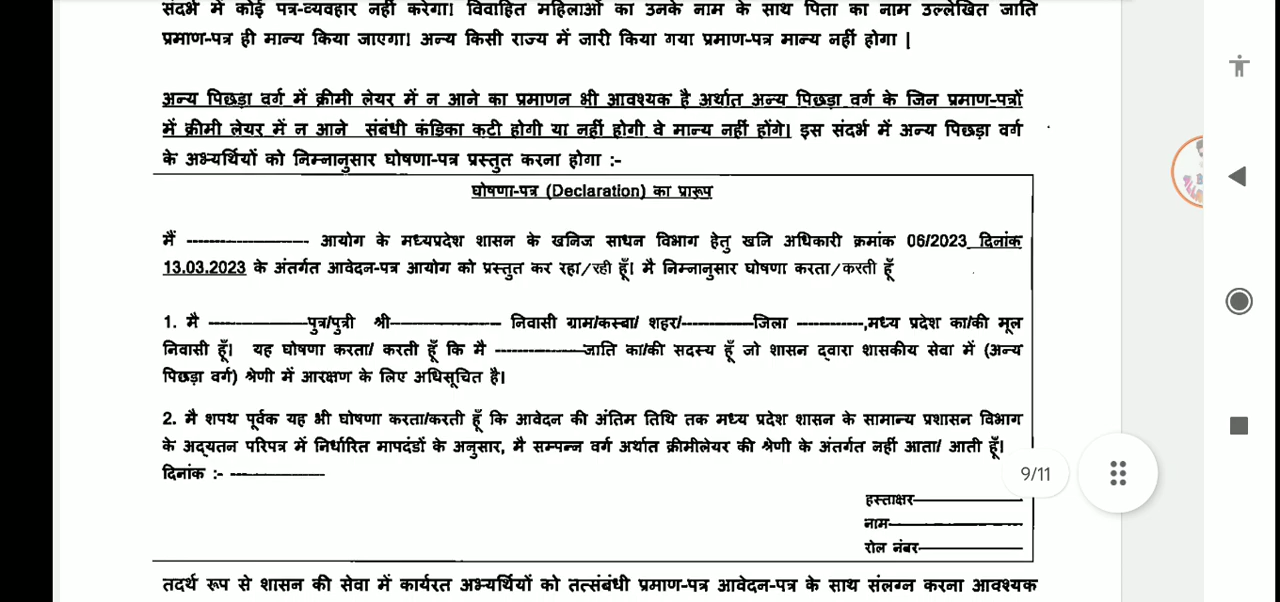 संदर्भ में कोई पत्र-व्यवहार नहीं करेगा। विवाहित महिलाओं का उनके नाम के साथ पिता का नाम उल्लेखित जाति
प्रमाण-पत्र ही मान्य किया जाएगा। अन्य किसी राज्य में जारी किया गया प्रमाण-पत्र मान्य नहीं होगा |
अन्य पिछड़ा वर्ग में क्रीमी लेयर में न आने का प्रमाणन भी आवश्यक है अर्थात अन्य पिछड़ा वर्ग के जिन प्रमाण-पत्रों
में क्रीमी लेयर में न आने संबंधी कंडिका कटी होगी या नहीं होगी वे मान्य नहीं होंगे। इस संदर्भ में अन्य पिछड़ा वर्ग
के अभ्यर्थियों को निम्नानुसार घोषणा-पत्र प्रस्तुत करना होगा :-
घोषणा-पत्र (Declaration) का प्रारूप
मैं -------------------- आयोग के मध्यप्रदेश शासन के खनिज साधन विभाग हेतु खनि अधिकारी क्रमांक 06/2023 दिनांक
13.03.2023 के अंतर्गत आवेदन-पत्र आयोग को प्रस्तुत कर रहा/रही हूँ। मै निम्नानुसार घोषणा करता/करती हूँ
1. मै ----------------पुत्र/पुत्री श्री------------------ निवासी ग्राम/कस्बा/ शहर/------------जिला -----------,मध्य प्रदेश का/की मूल
निवासी हूँ। यह घोषणा करता/ करती हूँ कि मै ---------------जाति का/की सदस्य हूँ जो शासन द्वारा शासकीय सेवा में (अन्य
पिछड़ा वर्ग) श्रेणी में आरक्षण के लिए अधिसूचित है।
2. मै शपथ पूर्वक यह भी घोषणा करता/करती हूँ कि आवेदन की अंतिम तिथि तक मध्य प्रदेश शासन के सामान्य प्रशासन विभाग
के अद्यतन परिपत्र में निर्धारित मापदंडों के अनुसार, मै सम्पन्न वर्ग अर्थात क्रीमीलेयर की श्रेणी के अंतर्गत नहीं आता/ आती हूँ।
दिनांक :- ----------------
9/11
हस्ताक्षर------------------
नाम----------------------
रोल नंबर-----------------
तदर्थ रूप से शासन की सेवा में कार्यरत अभ्यर्थियों को तत्संबंधी प्रमाण-पत्र आवेदन-पत्र के साथ संलग्न करना आवश्यक